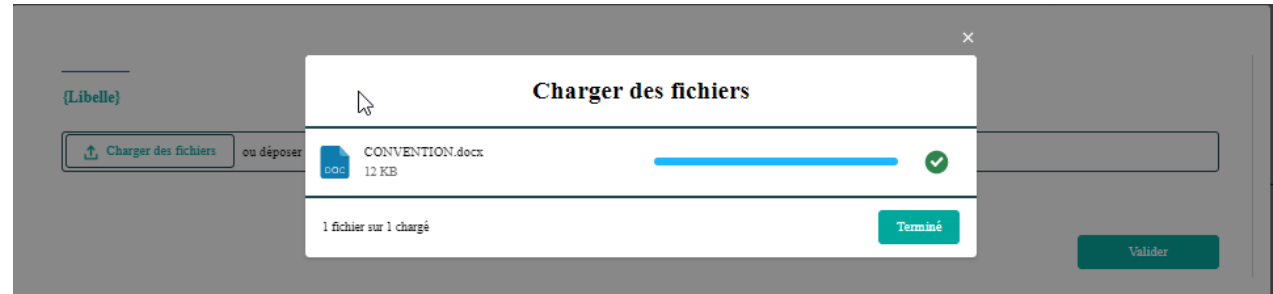 ×
Charger des fichiers
{Libelle}
Charger des fichiers ou déposer
CONVENTION.docx
DOC
12 KB
1 fichier sur 1 chargé
Terminé
Valider